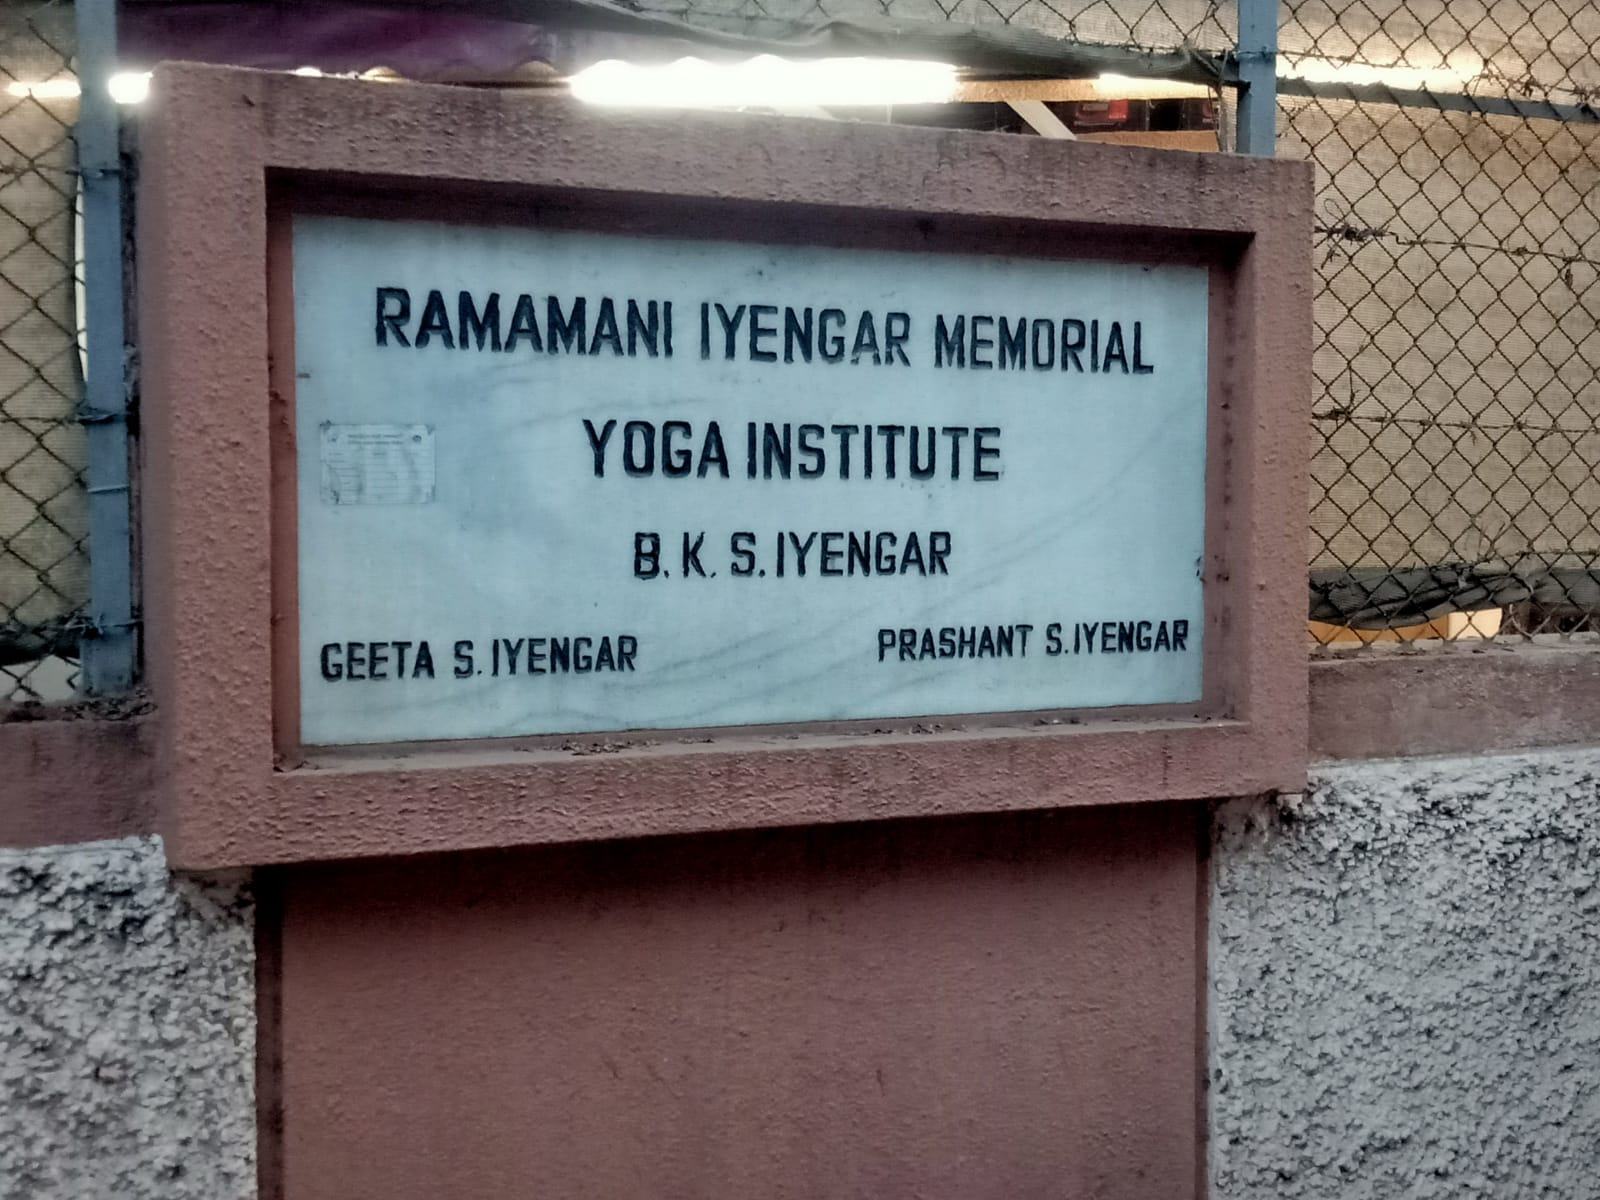 RAMAMANI IYENGAR MEMORIAL
YOGA INSTITUTE
B. K. S. IYENGAR
GEETA S. IYENGAR
PRASHANT S. IYENGAR